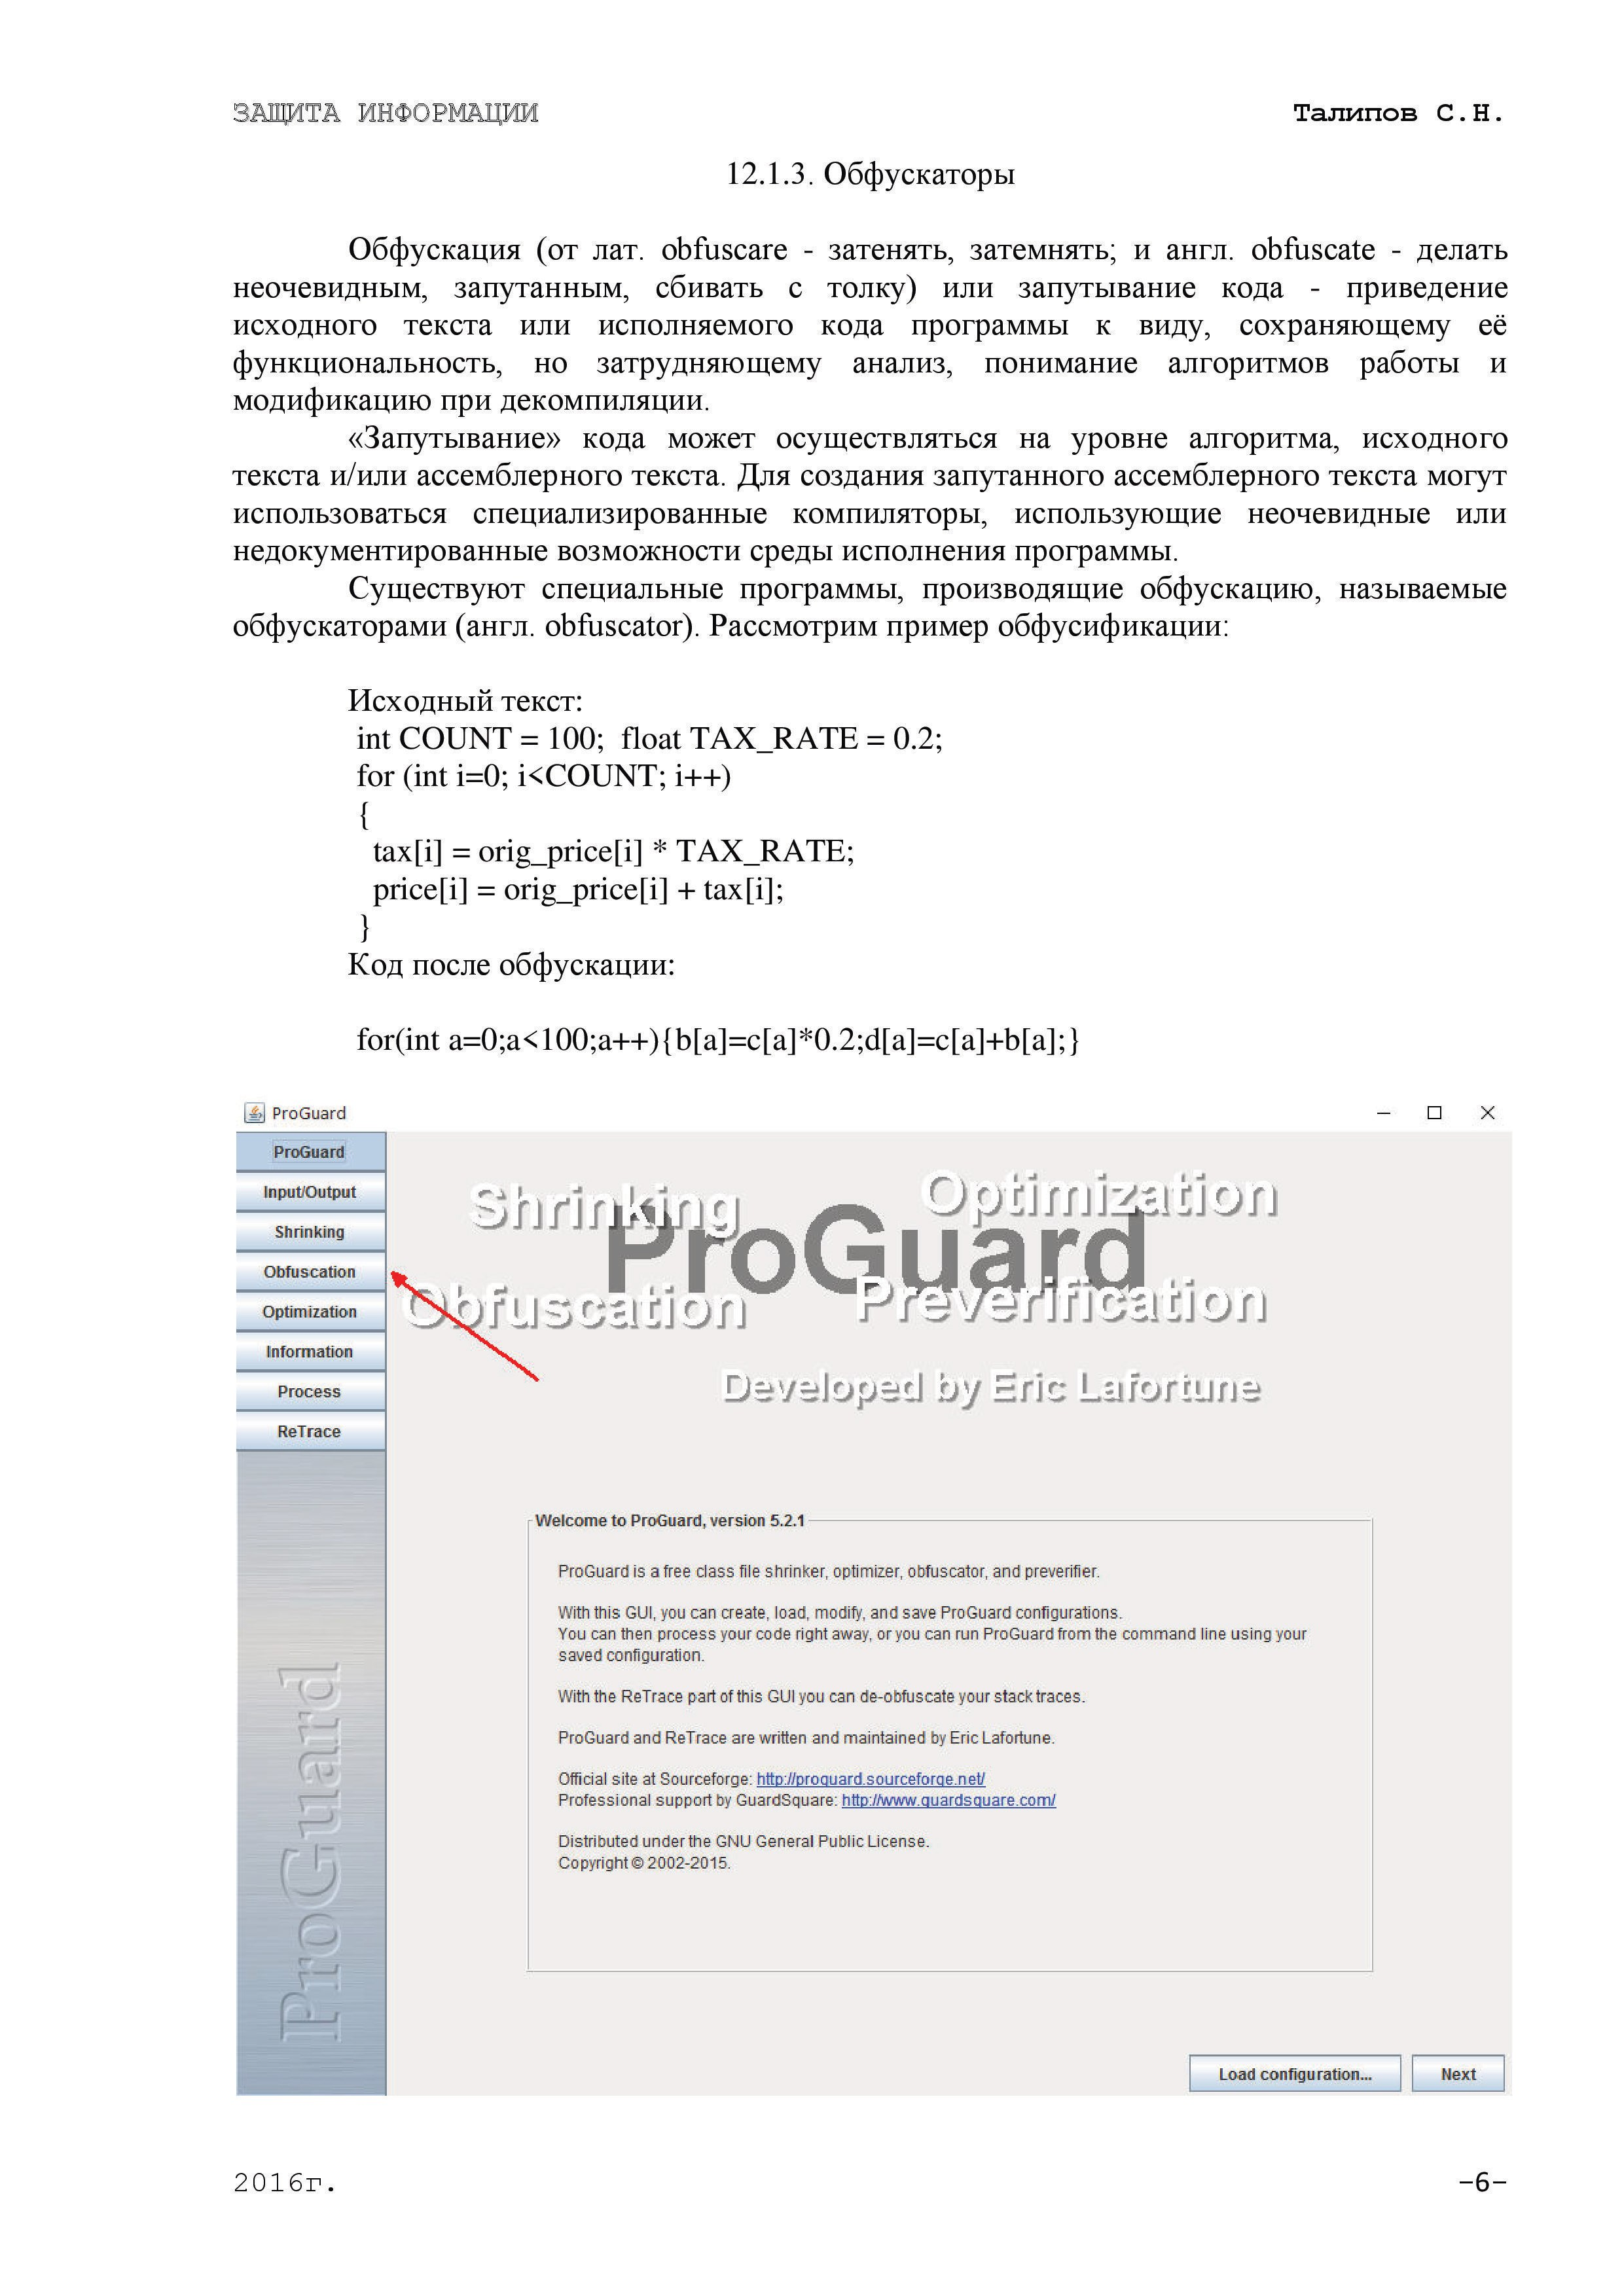 ЗАЩИТА ИНФОРМАЦИИ Талипов С.Н.
12.1.3. Обфускаторы
Обфускация (от лат. obfuscare - затенять, затемнять; и англ. obfuscate - делать
неочевидным, запутанным, сбивать с толку) или запутывание кода - приведение
исходного текста или исполняемого кода программы к виду, сохраняющему её
функциональность, но затрудняющему анализ, понимание алгоритмов работы и
модификацию при декомпиляции.
«Запутывание» кода может осуществляться на уровне алгоритма, исходного
текста и/или ассемблерного текста. Для создания запутанного ассемблерного текста могут
использоваться специализированные компиляторы, использующие неочевидные или
недокументированные возможности среды исполнения программы.
Существуют специальные программы, производящие обфускацию, называемые
обфускаторами (англ. obfuscator). Рассмотрим пример обфусификации:
Исходный текст:
int COUNT = 100;  float TAX_RATE = 0.2;
for (int i=0; i<COUNT; i++)
{
tax[i] = orig_price[i] * TAX_RATE;
price[i] = orig_price[i] + tax[i];
}
Код после обфускации:
for(int a=0;a<100;a++){b[a]=c[a]*0.2;d[a]=c[a]+b[a];}
ProGuard
ProGuard
Input/Output
Shrinking
Obfuscation
Optimization
Information
Process
ReTrace
ProGuard
Shrinking
Optimization
ProGuard
Obfuscation
Preverification
Developed by Eric Lafortune
Welcome to ProGuard, version 5.2.1
ProGuard is a free class file shrinker, optimizer, obfuscator, and preverifier.
With this GUI, you can create, load, modify, and save ProGuard configurations.
You can then process your code right away, or you can run ProGuard from the command line using your
saved configuration.
With the ReTrace part of this GUI you can de-obfuscate your stack traces.
ProGuard and ReTrace are written and maintained by Eric Lafortune.
Official site at Sourceforge: http://proguard.sourceforge.net/
Professional support by GuardSquare: http://www.guardsquare.com/
Distributed under the GNU General Public License.
Copyright © 2002-2015.
Load configuration... Next
2016г. -6-